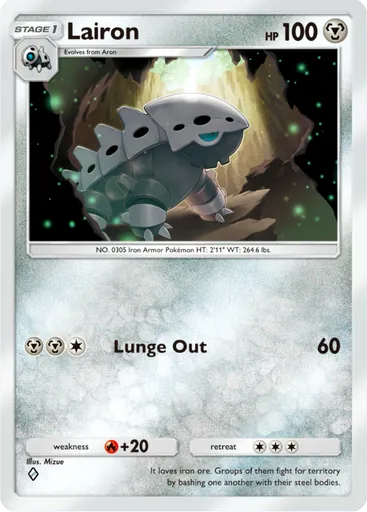 STAGE 1 Lairon HP 100
Evolves from Aron
NO. 0305 Iron Armor Pokémon HT: 2'11" WT: 264.6 lbs.
Lunge Out 60
weakness +20 retreat
Illus. Mizue
It loves iron ore. Groups of them fight for territory
by bashing one another with their steel bodies.